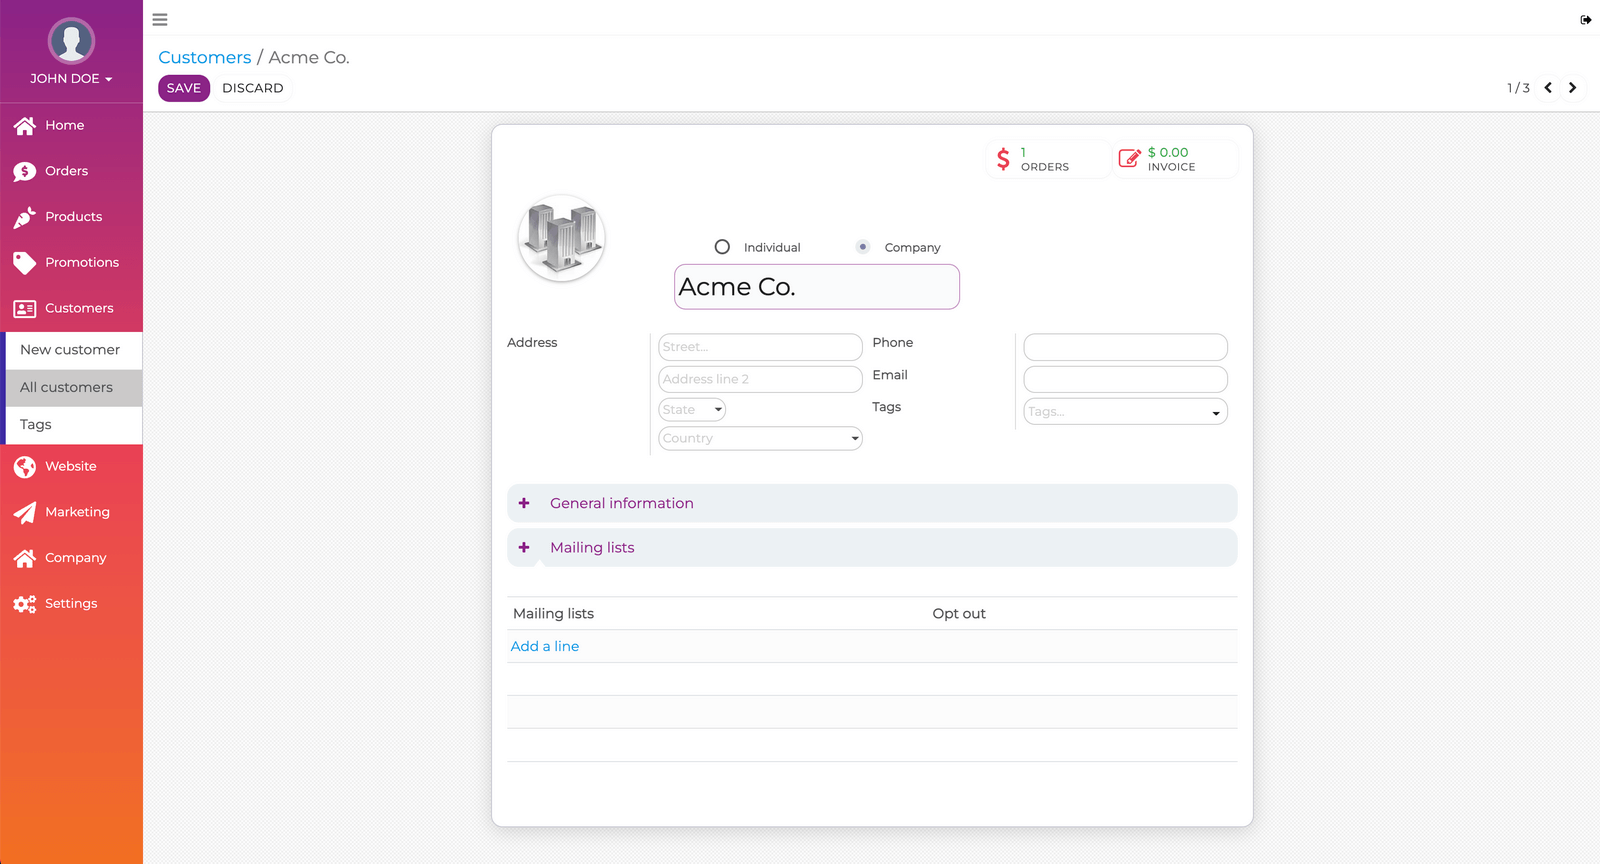 JOHN DOE
Home
Orders
Products
Promotions
Customers
New customer
All customers
Tags
Website
Marketing
Company
Settings
Customers / Acme Co.
SAVE DISCARD
1 / 3
1
ORDERS
$ 0.00
INVOICE
Individual Company
Acme Co.
Address
Street...
Address line 2
State
Country
Phone
Email
Tags
Tags...
General information
Mailing lists
Mailing lists Opt out
Add a line